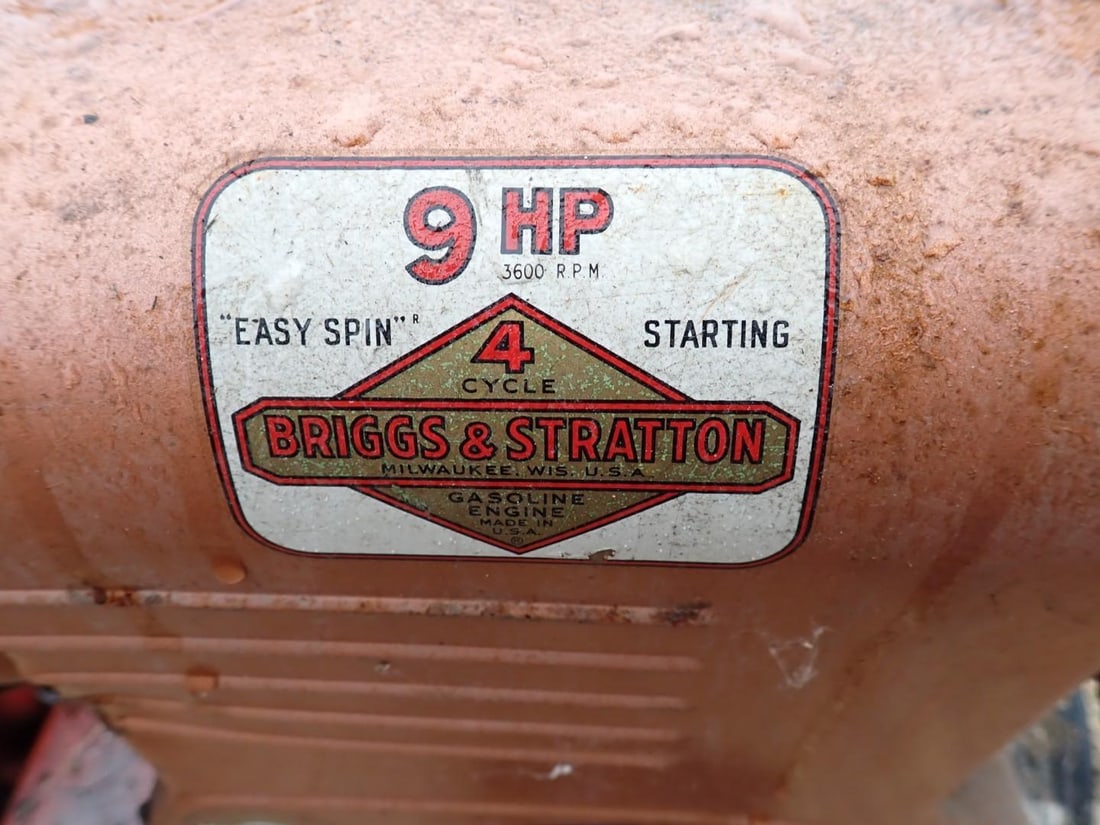 9 HP
3600 R.P.M.
"EASY SPIN"® STARTING
4
CYCLE
BRIGGS & STRATTON
MILWAUKEE, WIS. U.S.A.
GASOLINE
ENGINE
MADE IN
U.S.A.
®